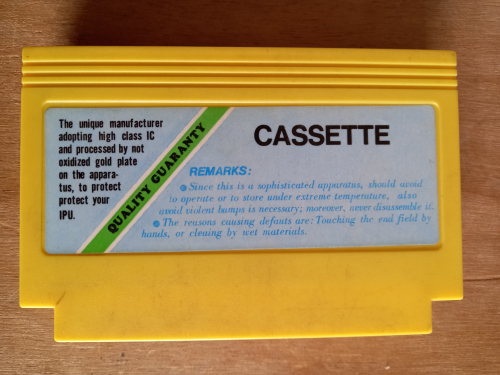 The unique manufacturer
adopting high class IC
and processed by not
oxidized gold plate
on the appara-
tus, to protect
protect your
IPU.
QUALITY GUARANTY
CASSETTE
REMARKS:
Since this is a sophisticated apparatus, should avoid
to operate or to store under extreme temperature, also
avoid violent bumps is necessary; moreover, never disassemble it.
The reasons causing defauts are: Touching the end field by
hands, or cleaing by wet materials.